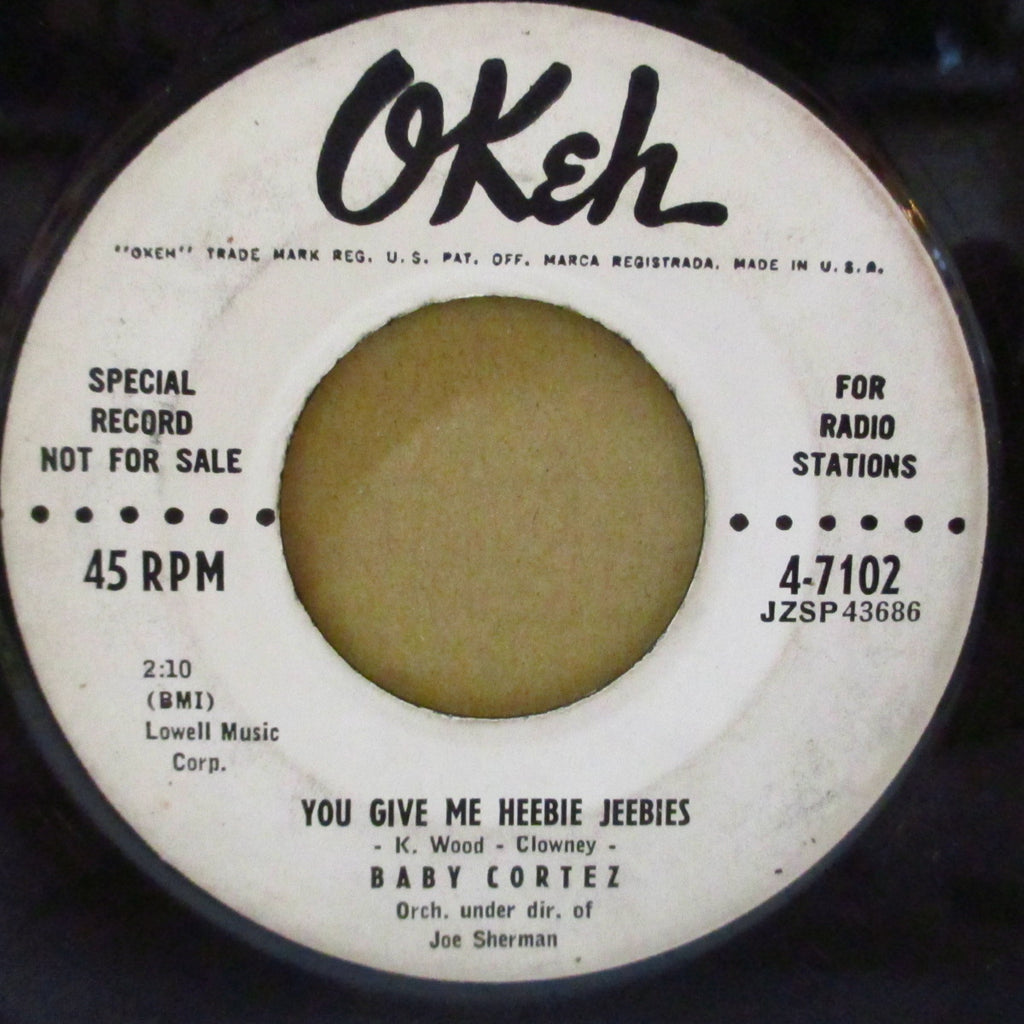 OKeh
"OKEH" TRADE MARK REG. U.S. PAT. OFF. MARCA REGISTRADA. MADE IN U.S.A.
SPECIAL
RECORD
NOT FOR SALE
45 RPM
2:10
(BMI)
Lowell Music
Corp.
FOR
RADIO
STATIONS
4-7102
JZSP 43686
YOU GIVE ME HEEBIE JEEBIES
- K. Wood - Clowney -
BABY CORTEZ
Orch. under dir. of
Joe Sherman